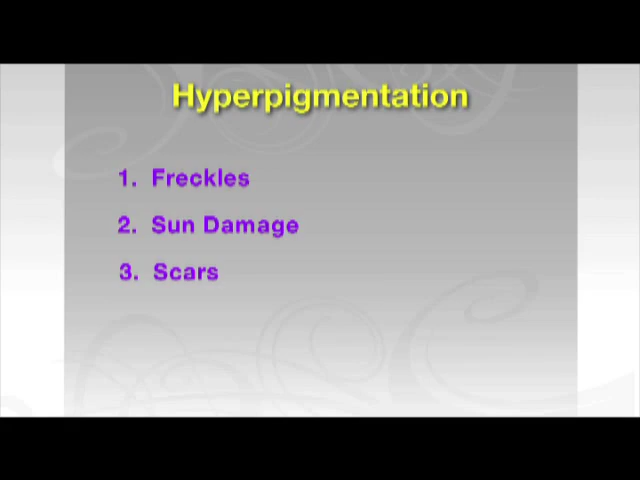 Hyperpigmentation
1. Freckles
2. Sun Damage
3. Scars